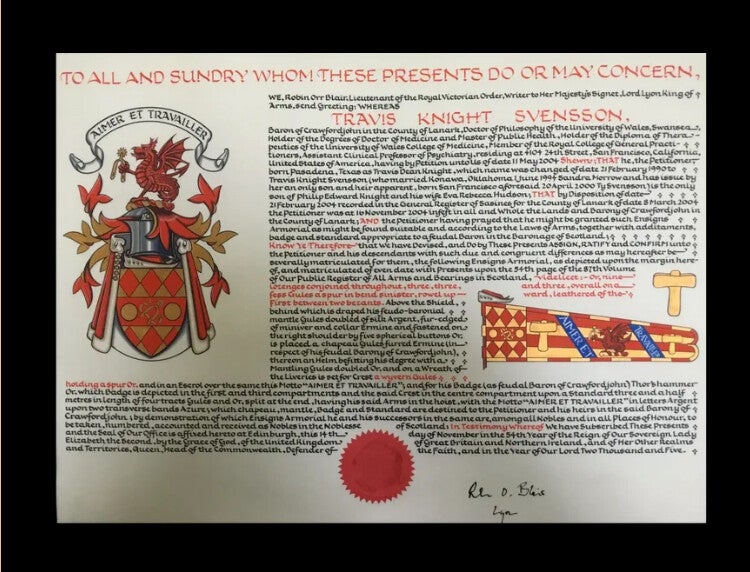 TO ALL AND SUNDRY WHOM THESE PRESENTS DO OR MAY CONCERN,
WE, Robin Orr Blair, Lieutenant of the Royal Victorian Order, Writer to Her Majesty's Signet, Lord Lyon King of
Arms, send Greeting: WHEREAS
TRAVIS KNIGHT SVENSSON,
Baron of Crawfordjohn in the County of Lanark, Doctor of Philosophy of the University of Wales, Swansea,
Holder of the Degrees of Doctor of Medicine and Master of Public Health, Holder of the Diploma of Thera-
peutics of the University of Wales College of Medicine, Member of the Royal College of General Practi-
tioners, Assistant Clinical Professor of Psychiatry, residing at 4104 24th Street, San Francisco, California,
United States of America, having by Petition unto Us of date 11 May 2004 Shewn; THAT he, the Petitioner,
born, Pasadena, Texas as Travis Dean Knight, which name was changed of date 21 February 1990 to
Travis Knight Svensson, (who married, Konawa, Oklahoma, 1 June 1994 Sandra Morrow and has issue by
her an only son and heir apparent, born San Francisco aforesaid 20 April 2000 Ty Svensson) is the only
son of Philip Edward Knight and his wife Eva Rebecca Hudson; THAT by Disposition of date
21 February 2004 recorded in the General Register of Sasines for the County of Lanark of date 8 March 2004
the Petitioner was at 16 November 2004 infeft in all and Whole the Lands and Barony of Crawfordjohn in
the County of Lanark; AND the Petitioner having prayed that he might be granted such Ensigns
Armorial as might be found suitable and according to the Laws of Arms, together with additaments,
badge and standard appropriate to a feudal Baron in the Baronage of Scotland;
Know Ye Therefore that We have Devised, and Do by These Presents ASSIGN, RATIFY and CONFIRM unto
the Petitioner and his descendants with such due and congruent differences as may hereafter be
severally matriculated for them, the following Ensigns Armorial, as depicted upon the margin here-
of, and matriculated of even date with Presents upon the 54th page of the 87th Volume
of Our Public Register of All Arms and Bearings in Scotland, videllect:- Or, nine
lozenges conjoined throughout, three, three, and three, overall on a
fess Gules a spur in bend sinister, rowel up- ward, leathered of the
First between two bezants. Above the Shield,
behind which is draped his feudo-baronial
mantle Gules doubled of silk Argent, fur-edged
of miniver and collar Ermine and fastened on
the right shoulder by five spherical buttons Or,
is placed a chapeau Gules furred Ermine (in
respect of his feudal Barony of Crawfordjohn),
thereon an Helm befitting his degree with a
Mantling Gules doubled Or, and on a Wreath of
the Liveries is set for Crest a wyvern Gules
holding a spur Or, and in an Escrol over the same this Motto "AIMER ET TRAVAILLER"; and for his Badge (as feudal Baron of Crawfordjohn) Thor's hammer
Or, which Badge is depicted in the first and third compartments and the said Crest in the centre compartment upon a Standard three and a half
metres in length of four tracts Gules and Or, split at the end, having his said Arms in the hoist, with the Motto "AIMER ET TRAVAILLER" in letters Argent
upon two transverse bands Azure; which chapeau, mantle, Badge and Standard are destined to the Petitioner and his heirs in the said Barony of
Crawfordjohn; by demonstration of which Ensigns Armorial he and his successors in the same are, among all Nobles and in all Places of Honour, to
be taken, numbered, accounted and received as Nobles in the Noblesse of Scotland; In Testimony whereof We have Subscribed These Presents
and the Seal of Our Office is affixed hereto at Edinburgh, this 14th day of November in the 54th Year of the Reign of Our Sovereign Lady
Elizabeth the Second, by the Grace of God, of the United Kingdom of Great Britain and Northern Ireland, and of Her Other Realms
and Territories, Queen, Head of the Commonwealth, Defender of the Faith, and in the Year of Our Lord Two Thousand and Five.
AIMER ET TRAVAILLER
AIMER ET
TRAVAILLER
Robin O. Blair
Lyon